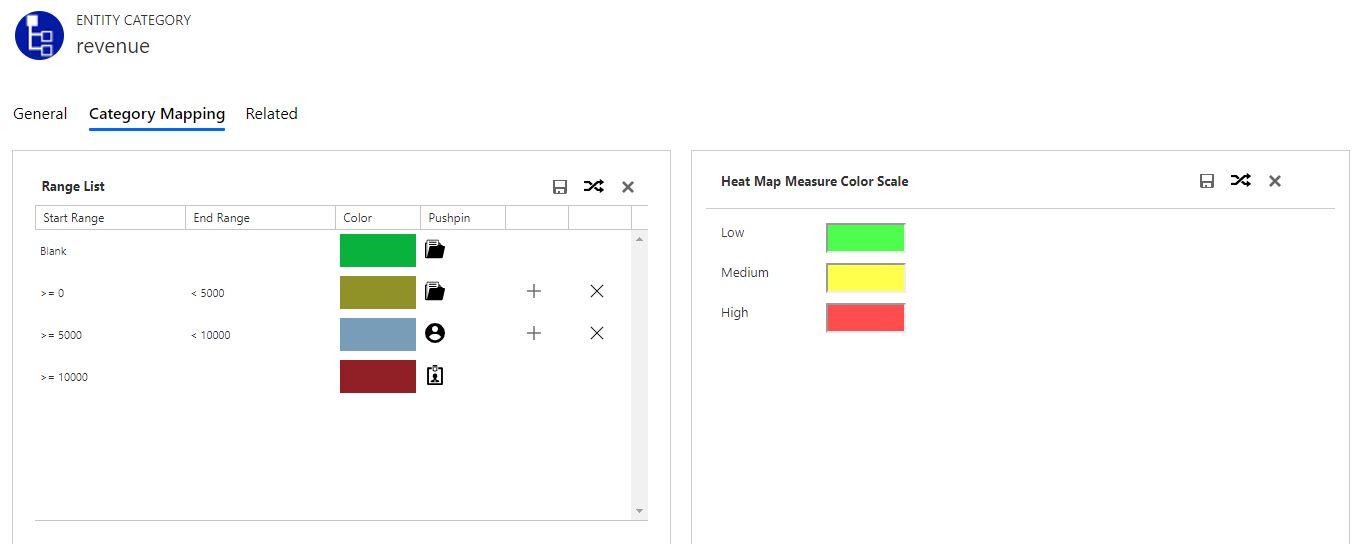 ENTITY CATEGORY
revenue
General Category Mapping Related
Range List
Start Range End Range Color Pushpin
Blank
>= 0 < 5000
>= 5000 < 10000
>= 10000
Heat Map Measure Color Scale
Low
Medium
High